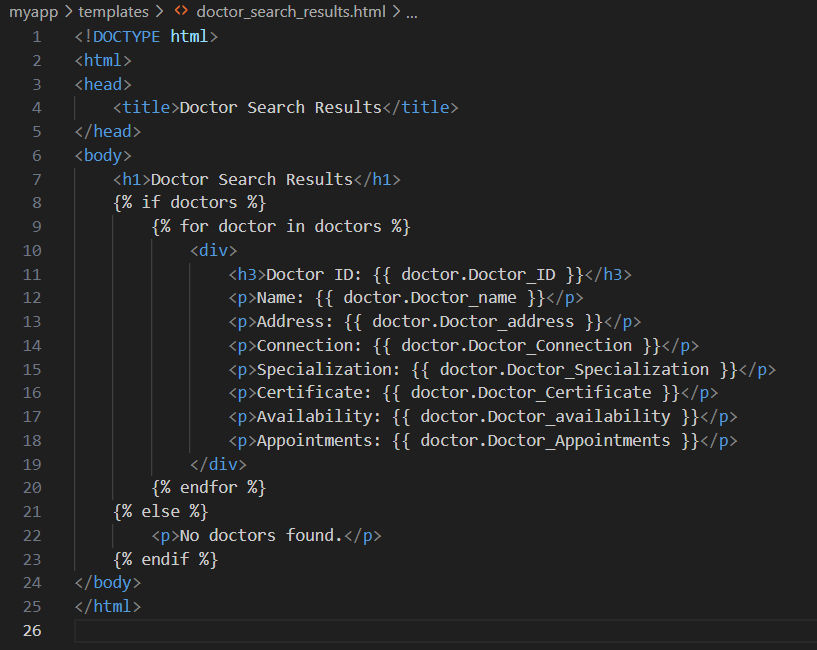 myapp > templates > <> doctor_search_results.html > ...
1 <!DOCTYPE html>
2 <html>
3 <head>
4     <title>Doctor Search Results</title>
5 </head>
6 <body>
7     <h1>Doctor Search Results</h1>
8     {% if doctors %}
9         {% for doctor in doctors %}
10             <div>
11                 <h3>Doctor ID: {{ doctor.Doctor_ID }}</h3>
12                 <p>Name: {{ doctor.Doctor_name }}</p>
13                 <p>Address: {{ doctor.Doctor_address }}</p>
14                 <p>Connection: {{ doctor.Doctor_Connection }}</p>
15                 <p>Specialization: {{ doctor.Doctor_Specialization }}</p>
16                 <p>Certificate: {{ doctor.Doctor_Certificate }}</p>
17                 <p>Availability: {{ doctor.Doctor_availability }}</p>
18                 <p>Appointments: {{ doctor.Doctor_Appointments }}</p>
19             </div>
20         {% endfor %}
21     {% else %}
22         <p>No doctors found.</p>
23     {% endif %}
24 </body>
25 </html>
26